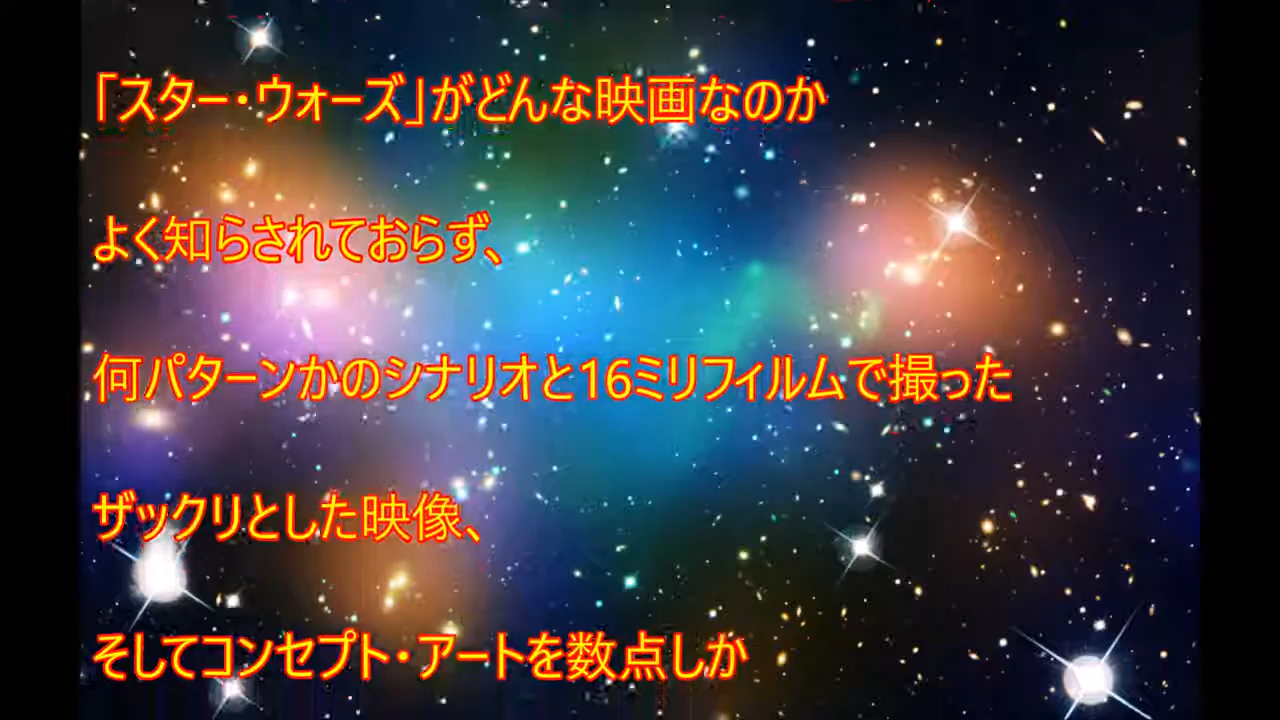 「スター・ウォーズ」がどんな映画なのか
よく知らされておらず、
何パターンかのシナリオと16ミリフィルムで撮った
ザックリとした映像、
そしてコンセプト・アートを数点しか